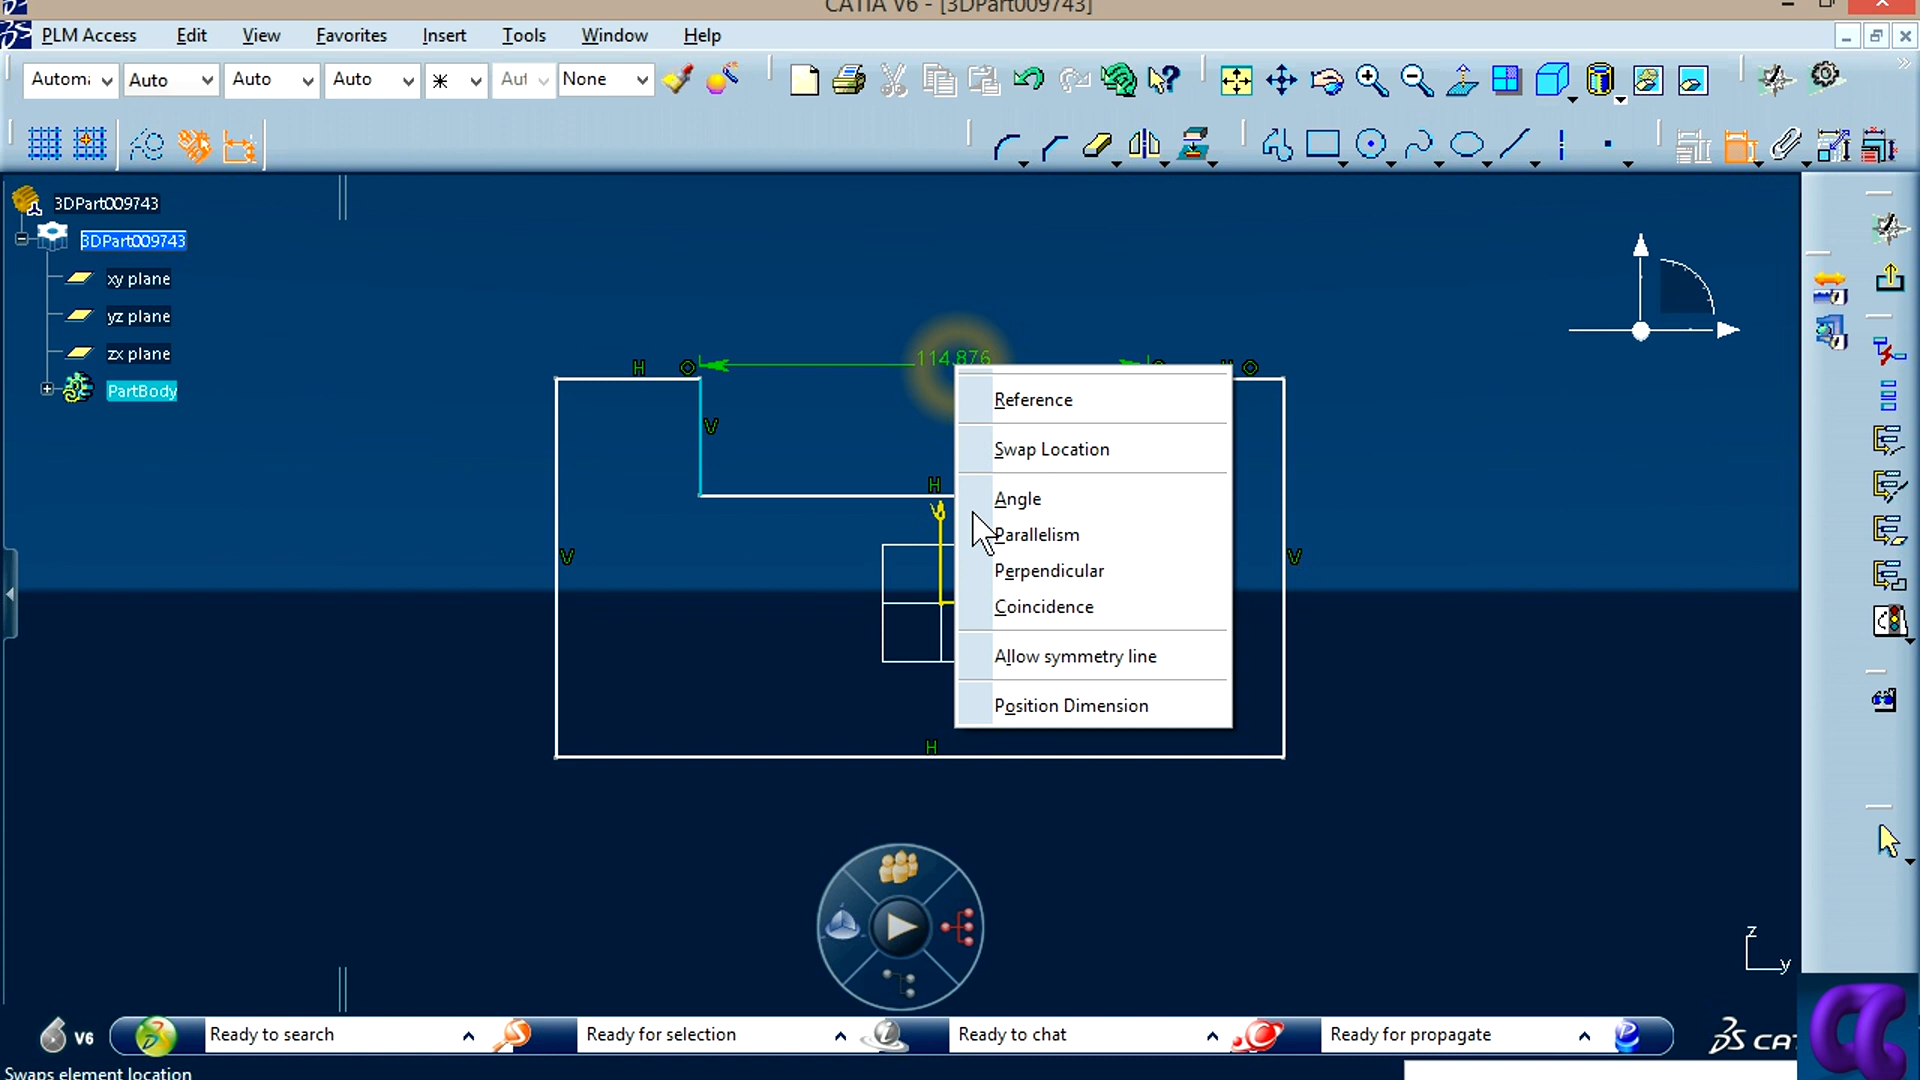 CATIA V6 - [3DPart009743]
PLM Access Edit View Favorites Insert Tools Window Help
Autom Auto Auto Auto Aut None
3DPart009743
3DPart009743
xy plane
yz plane
zx plane
PartBody
114.876
H H
V
H
V V
H
V
Reference
Swap Location
Angle
Parallelism
Perpendicular
Coincidence
Allow symmetry line
Position Dimension
z
y
V6 Ready to search Ready for selection Ready to chat Ready for propagate
Swaps element location